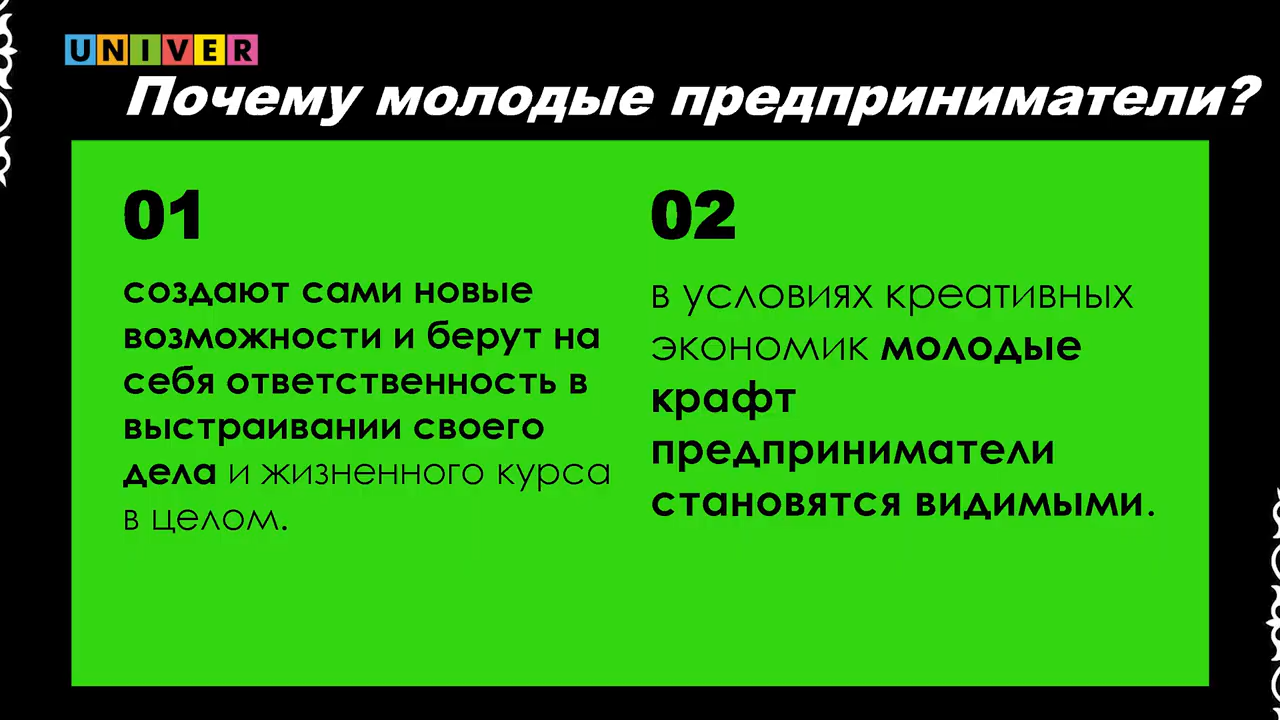 UNIVER
Почему молодые предприниматели?
01
создают сами новые
возможности и берут на
себя ответственность в
выстраивании своего
дела и жизненного курса
в целом.
02
в условиях креативных
экономик молодые
крафт
предприниматели
становятся видимыми.